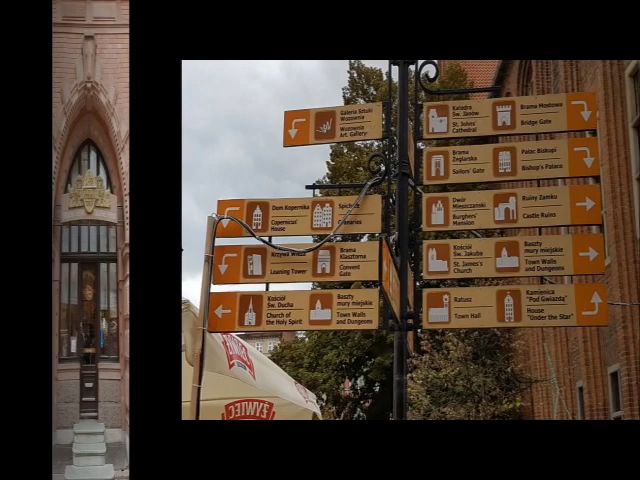 Galeria Sztuki
Wozownia
Wozownia
Art. Gallery
Dom Kopernika
Copernicus'
House
Spichrze
Granaries
Krzywa Wieża
Leaning Tower
Brama
Klasztorna
Convent
Gate
Kościół
Św. Ducha
Church of
the Holy Spirit
Baszty
mury miejskie
Town Walls
and Dungeons
Katedra
Św. Janów
St. Johns'
Cathedral
Brama Mostowa
Bridge Gate
Brama
Żeglarska
Sailors' Gate
Pałac Biskupi
Bishop's Palace
Dwór
Mieszczański
Burghers'
Mansion
Ruiny Zamku
Castle Ruins
Kościół
Św. Jakuba
St. James's
Church
Baszty
mury miejskie
Town Walls
and Dungeons
Ratusz
Town Hall
Kamienica
"Pod Gwiazdą"
House
"Under the Star"
ŻYWIEC
ŻYWIEC